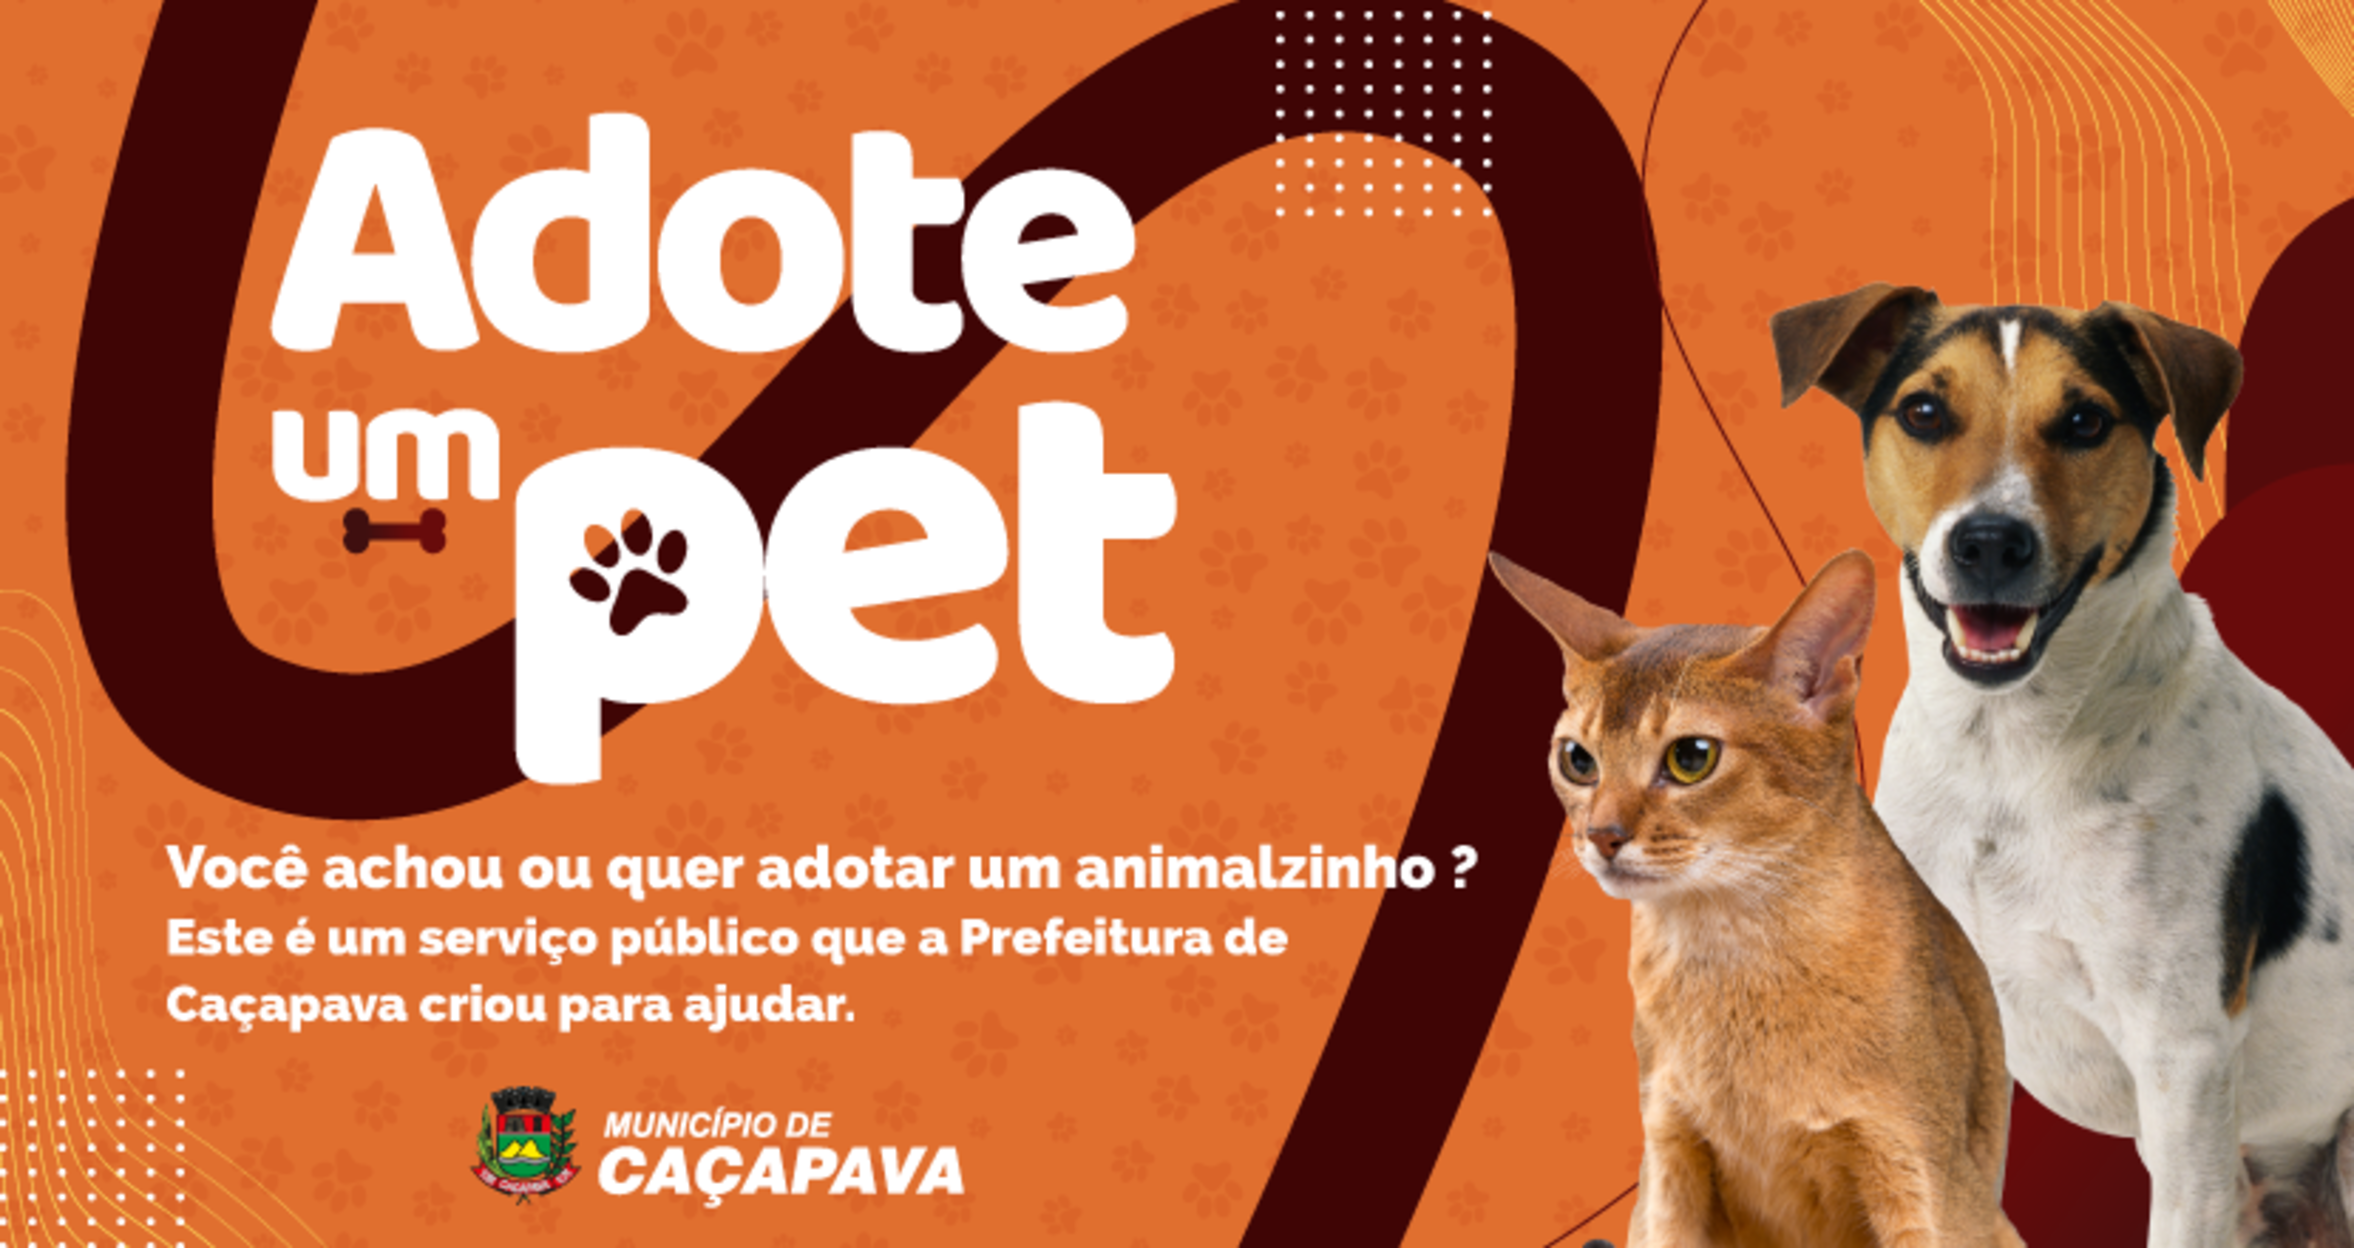 Adote
um
pet
Você achou ou quer adotar um animalzinho ?
Este é um serviço público que a Prefeitura de
Caçapava criou para ajudar.
MUNICÍPIO DE
CAÇAPAVA